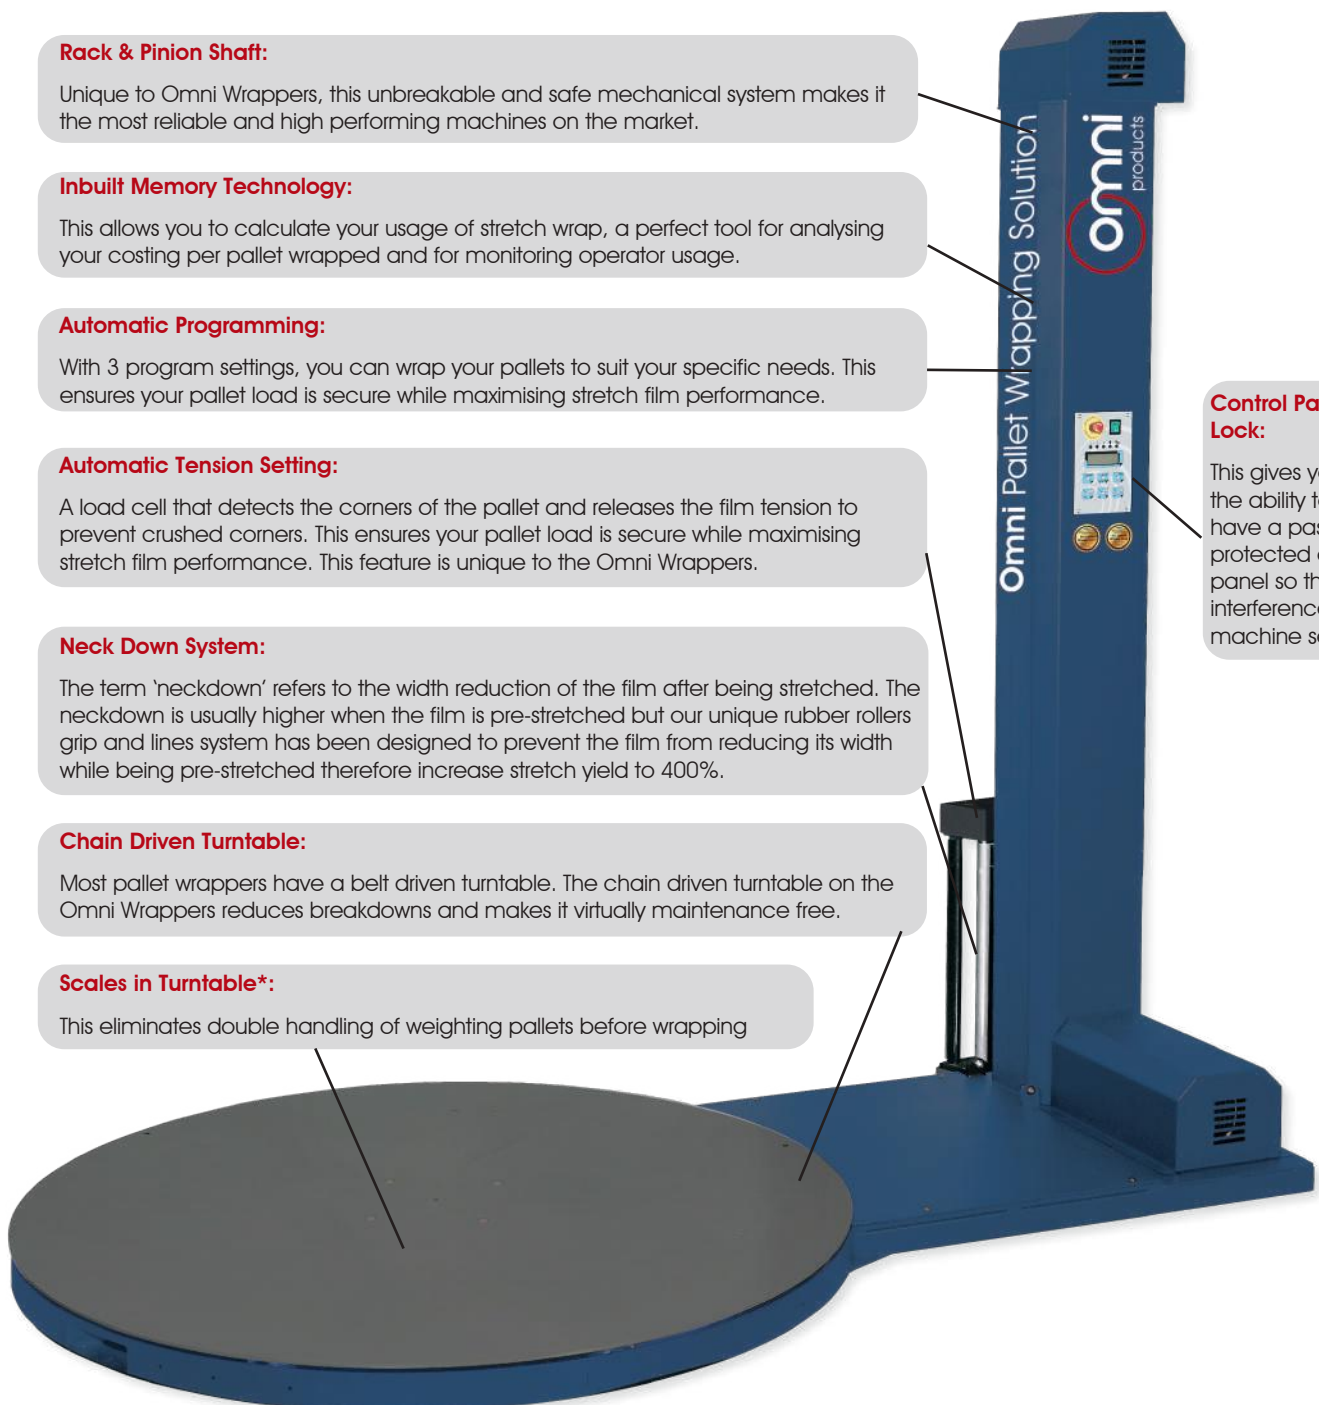 Rack & Pinion Shaft:
Unique to Omni Wrappers, this unbreakable and safe mechanical system makes it
the most reliable and high performing machines on the market.
Inbuilt Memory Technology:
This allows you to calculate your usage of stretch wrap, a perfect tool for analysing
your costing per pallet wrapped and for monitoring operator usage.
Automatic Programming:
With 3 program settings, you can wrap your pallets to suit your specific needs. This
ensures your pallet load is secure while maximising stretch film performance.
Automatic Tension Setting:
A load cell that detects the corners of the pallet and releases the film tension to
prevent crushed corners. This ensures your pallet load is secure while maximising
stretch film performance. This feature is unique to the Omni Wrappers.
Neck Down System:
The term ‘neckdown’ refers to the width reduction of the film after being stretched. The
neckdown is usually higher when the film is pre-stretched but our unique rubber rollers
grip and lines system has been designed to prevent the film from reducing its width
while being pre-stretched therefore increase stretch yield to 400%.
Chain Driven Turntable:
Most pallet wrappers have a belt driven turntable. The chain driven turntable on the
Omni Wrappers reduces breakdowns and makes it virtually maintenance free.
Scales in Turntable*:
This eliminates double handling of weighting pallets before wrapping
Omni Pallet Wrapping Solution
omni
products
Control Pa
Lock:
This gives y
the ability t
have a pas
protected
panel so th
interference
machine s